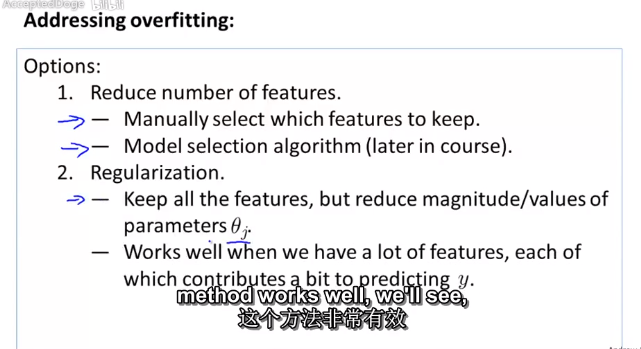 AcceptedDoge
Addressing overfitting:
Options:
1. Reduce number of features.
— Manually select which features to keep.
— Model selection algorithm (later in course).
2. Regularization.
— Keep all the features, but reduce magnitude/values of
parameters θⱼ.
— Works well when we have a lot of features, each of
which contributes a bit to predicting y.
method works well, we'll see,
这个方法非常有效